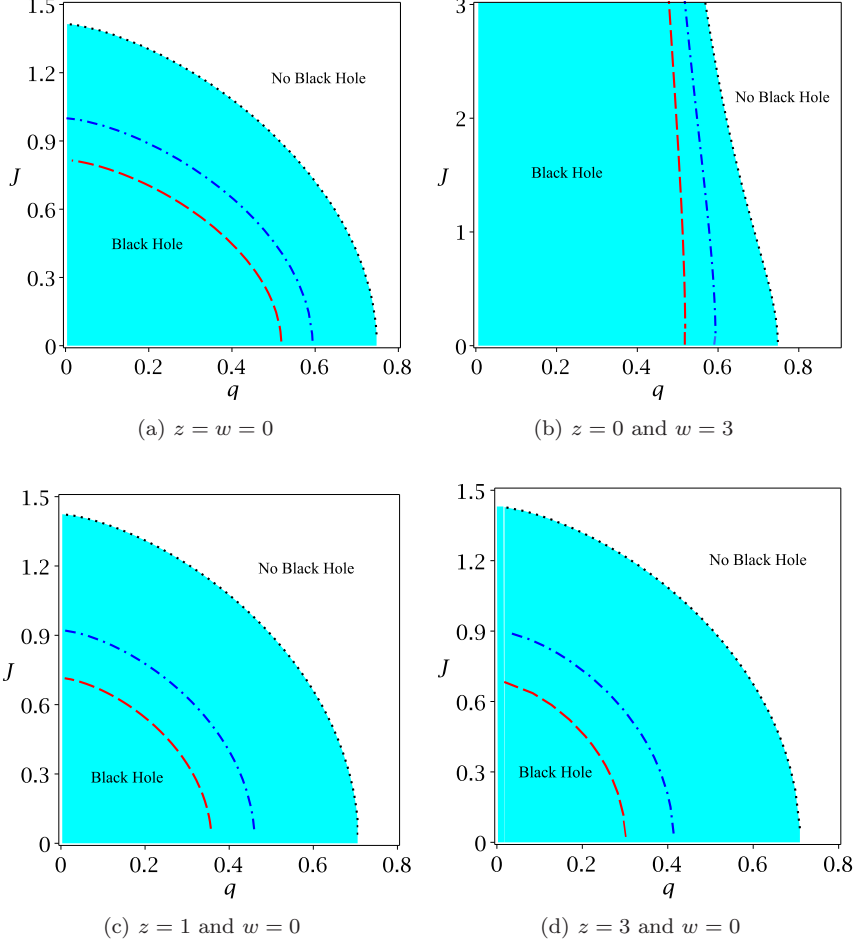 1.5
1.2
0.9
0.6
0.3
0
J
No Black Hole
Black Hole
0 0.2 0.4 0.6 0.8
q
(a) z = w = 0
3
2
1
0
J
No Black Hole
Black Hole
0 0.2 0.4 0.6 0.8
q
(b) z = 0 and w = 3
1.5
1.2
0.9
0.6
0.3
0
J
No Black Hole
Black Hole
0 0.2 0.4 0.6 0.8
q
(c) z = 1 and w = 0
1.5
1.2
0.9
0.6
0.3
0
J
No Black Hole
Black Hole
0 0.2 0.4 0.6 0.8
q
(d) z = 3 and w = 0